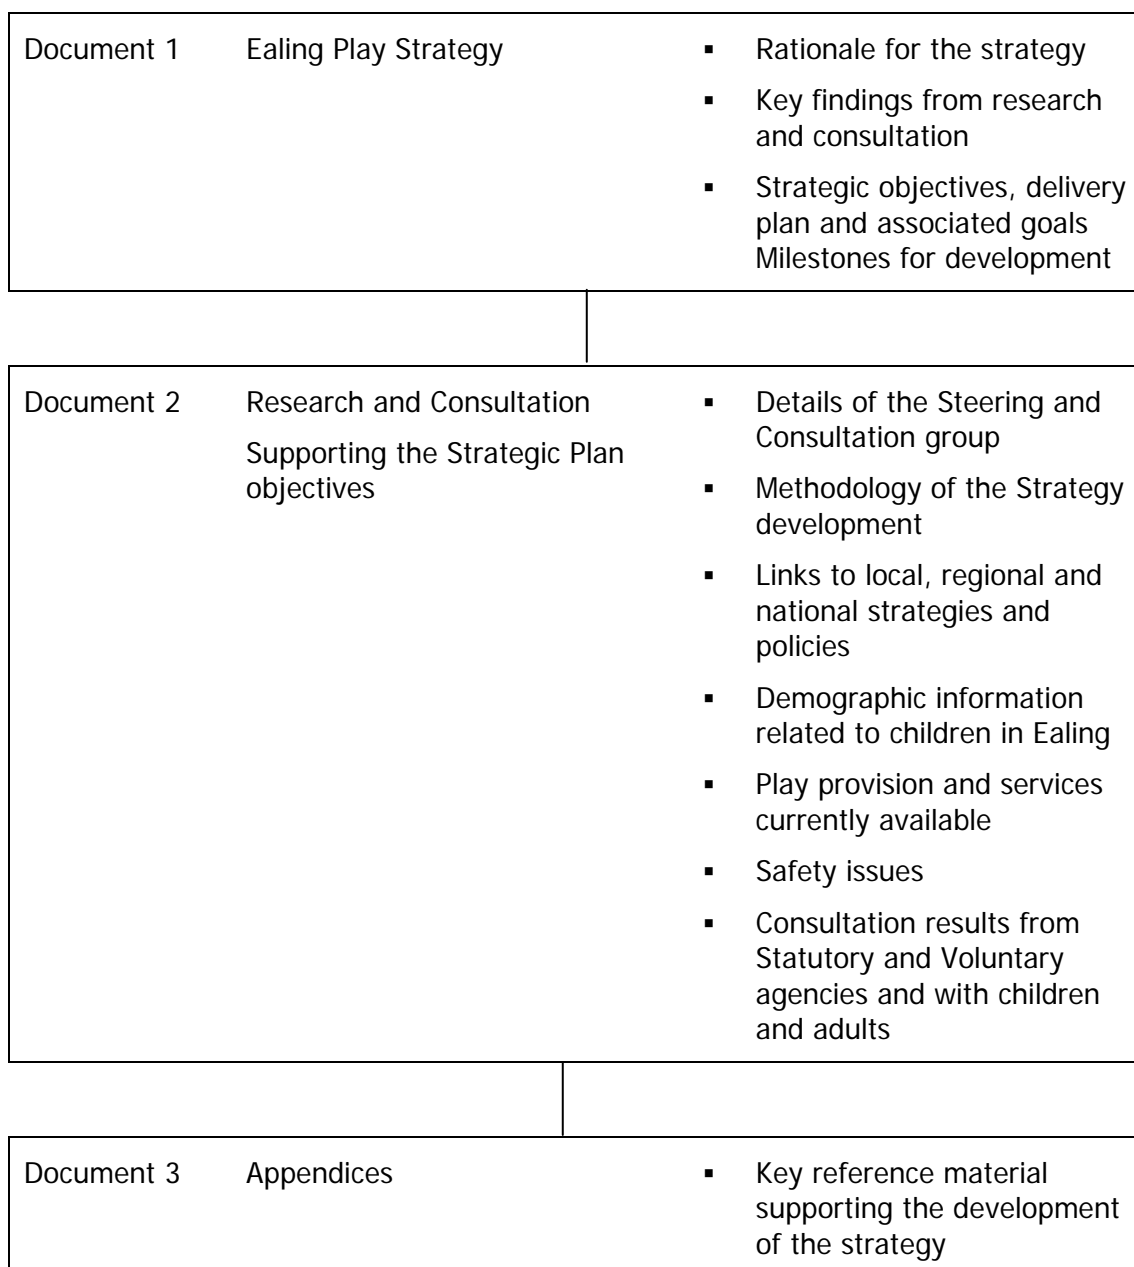 Document 1 Ealing Play Strategy ▪ Rationale for the strategy
▪ Key findings from research
and consultation
▪ Strategic objectives, delivery
plan and associated goals
Milestones for development
Document 2 Research and Consultation
Supporting the Strategic Plan
objectives
▪ Details of the Steering and
Consultation group
▪ Methodology of the Strategy
development
▪ Links to local, regional and
national strategies and
policies
▪ Demographic information
related to children in Ealing
▪ Play provision and services
currently available
▪ Safety issues
▪ Consultation results from
Statutory and Voluntary
agencies and with children
and adults
Document 3 Appendices ▪ Key reference material
supporting the development
of the strategy